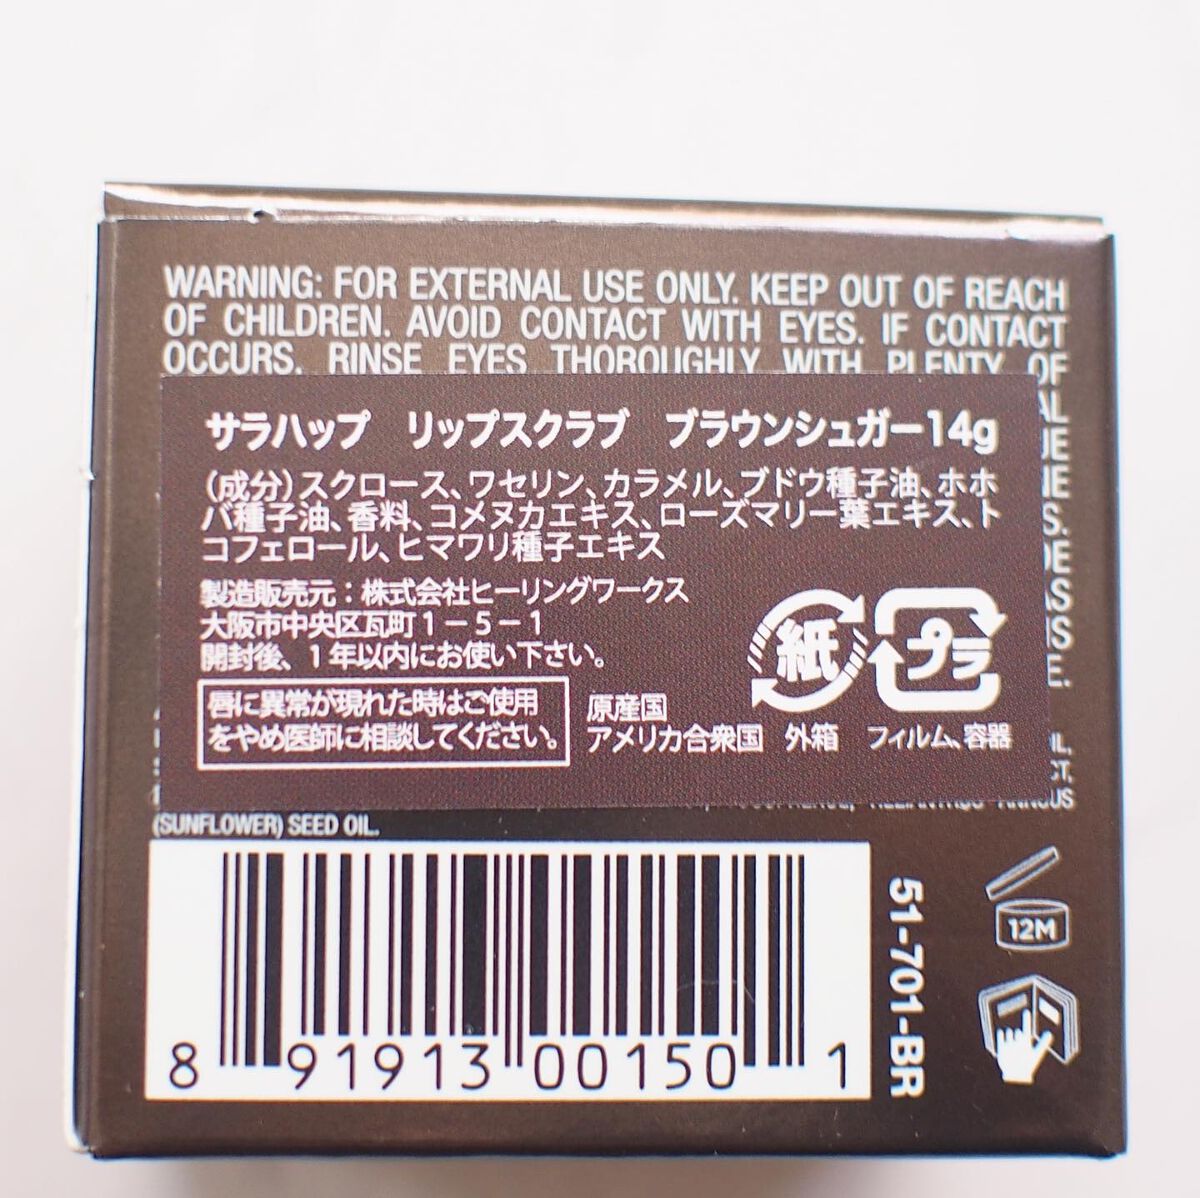 WARNING: FOR EXTERNAL USE ONLY. KEEP OUT OF REACH
OF CHILDREN. AVOID CONTACT WITH EYES. IF CONTACT
OCCURS, RINSE EYES THOROUGHLY WITH PLENTY OF
サラハップ リップスクラブ ブラウンシュガー14g
(成分)スクロース、ワセリン、カラメル、ブドウ種子油、ホホ
バ種子油、香料、コメヌカエキス、ローズマリー葉エキス、ト
コフェロール、ヒマワリ種子エキス
製造販売元:株式会社ヒーリングワークス
大阪市中央区瓦町1-5-1
開封後、1年以内にお使い下さい。
唇に異常が現れた時はご使用
をやめ医師に相談してください。
原産国
アメリカ合衆国
紙
外箱
プラ
フィルム、容器
(SUNFLOWER) SEED OIL.
8 91913 00150 1
51-701-BR
12M